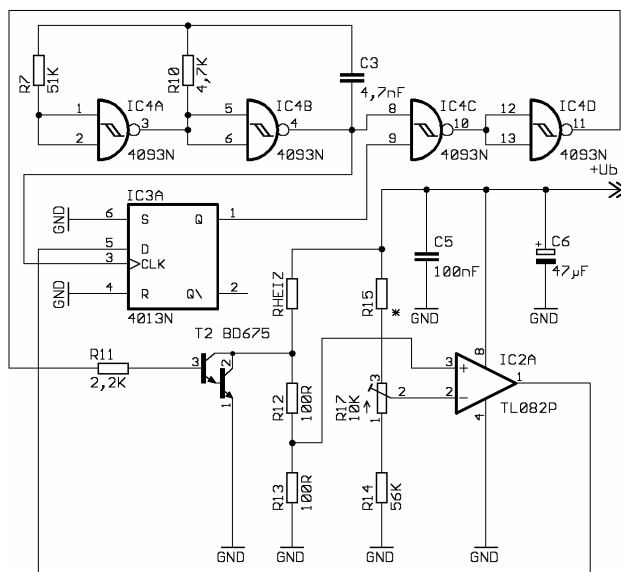 R7
51K
R10
4,7K
C3
4,7nF
IC4A
1
2
3
4093N
IC4B
5
6
4
4093N
IC4C
8
9
10
4093N
IC4D
12
13
11
4093N
+Ub
IC3A
GND
6
S
Q
1
5
D
3
CLK
GND
4
R
Q\
2
4013N
T2 BD675
R11
2,2K
3
2
1
GND
RHEIZ
R12
100R
R13
100R
GND
R15
*
R17
10K
3
2
1
R14
56K
GND
C5
100nF
GND
C6
+
47µF
GND
8
IC2A
3
+
2
-
1
4
TL082P
GND